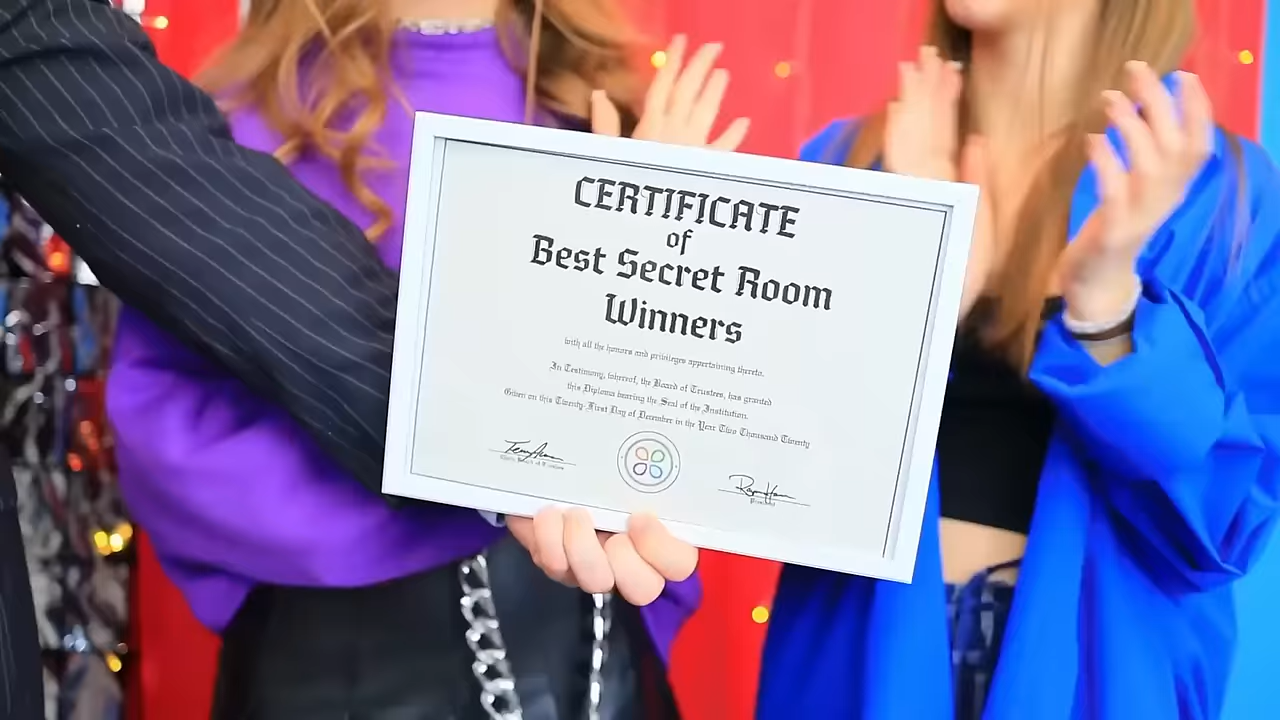 CERTIFICATE
of
Best Secret Room
Winners
with all the honors and privileges appertaining thereto.
In Testimony, whereof, the Board of Trustees, has granted
this Diploma bearing the Seal of the Institution.
Given on this Twenty-First Day of December in the Year Two Thousand Twenty
President